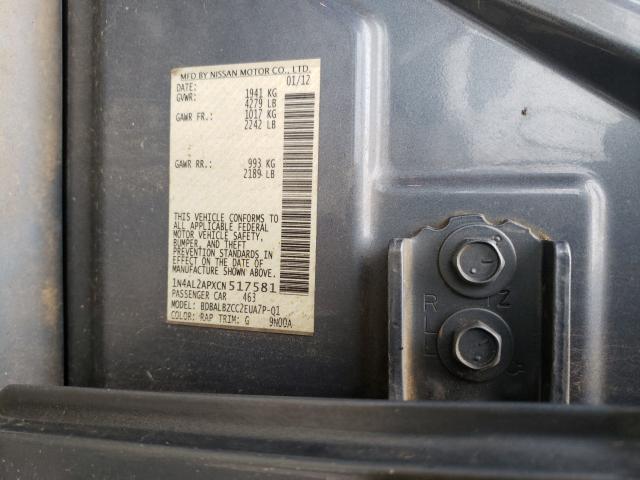 MFD BY NISSAN MOTOR CO., LTD.
DATE: 01/12
GVWR: 1941 KG
4279 LB
GAWR FR.: 1017 KG
2242 LB
GAWR RR.: 993 KG
2189 LB
THIS VEHICLE CONFORMS TO
ALL APPLICABLE FEDERAL
MOTOR VEHICLE SAFETY,
BUMPER, AND THEFT
PREVENTION STANDARDS IN
EFFECT ON THE DATE OF
MANUFACTURE SHOWN ABOVE.
1N4AL2APXCN517581
PASSENGER CAR 463
BDBALBZCC2EUA7P-Q1
COLOR: RAP TRIM: G 9N00A
R
L